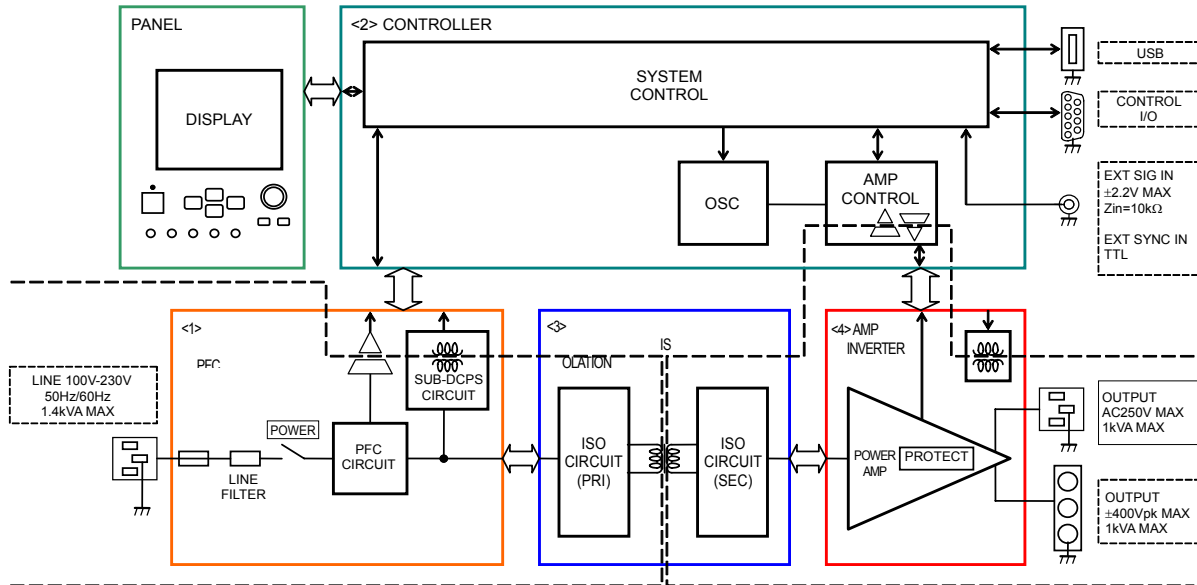 PANEL
DISPLAY
<2> CONTROLLER
SYSTEM
CONTROL
OSC
AMP
CONTROL
USB
CONTROL
I/O
EXT SIG IN
±2.2V MAX
Zin=10kΩ
EXT SYNC IN
TTL
<1>
PFC
SUB-DCPS
CIRCUIT
LINE 100V-230V
50Hz/60Hz
1.4kVA MAX
POWER
LINE
FILTER
PFC
CIRCUIT
<3>
IS
OLATION
ISO
CIRCUIT
(PRI)
ISO
CIRCUIT
(SEC)
<4> AMP
INVERTER
POWER
AMP
PROTECT
OUTPUT
AC250V MAX
1kVA MAX
OUTPUT
±400Vpk MAX
1kVA MAX